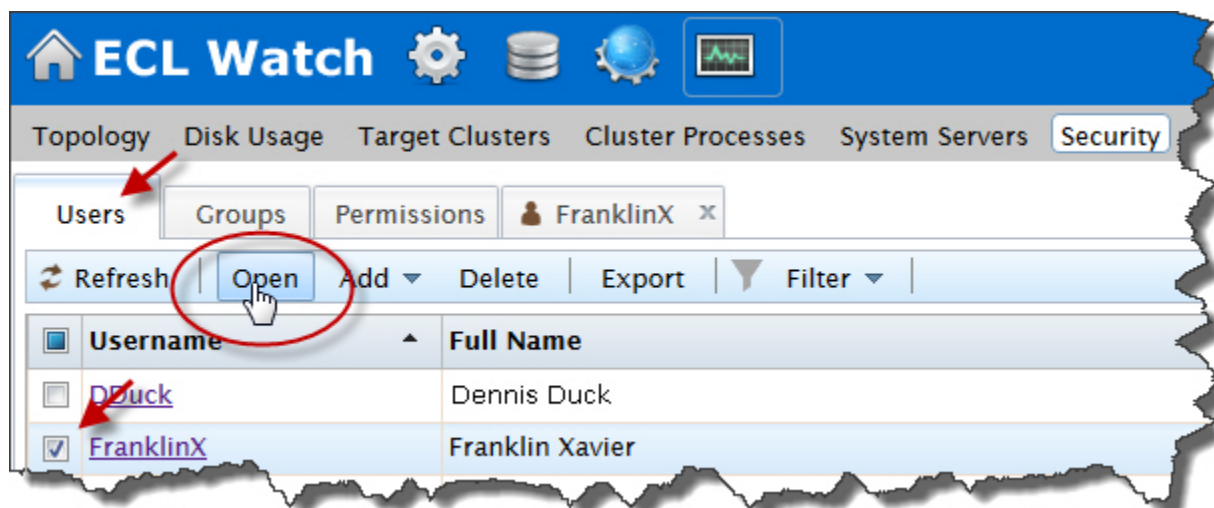 ECL Watch
Topology Disk Usage Target Clusters Cluster Processes System Servers Security
Users Groups Permissions FranklinX x
Refresh Open Add Delete Export Filter
Username Full Name
DDuck Dennis Duck
FranklinX Franklin Xavier